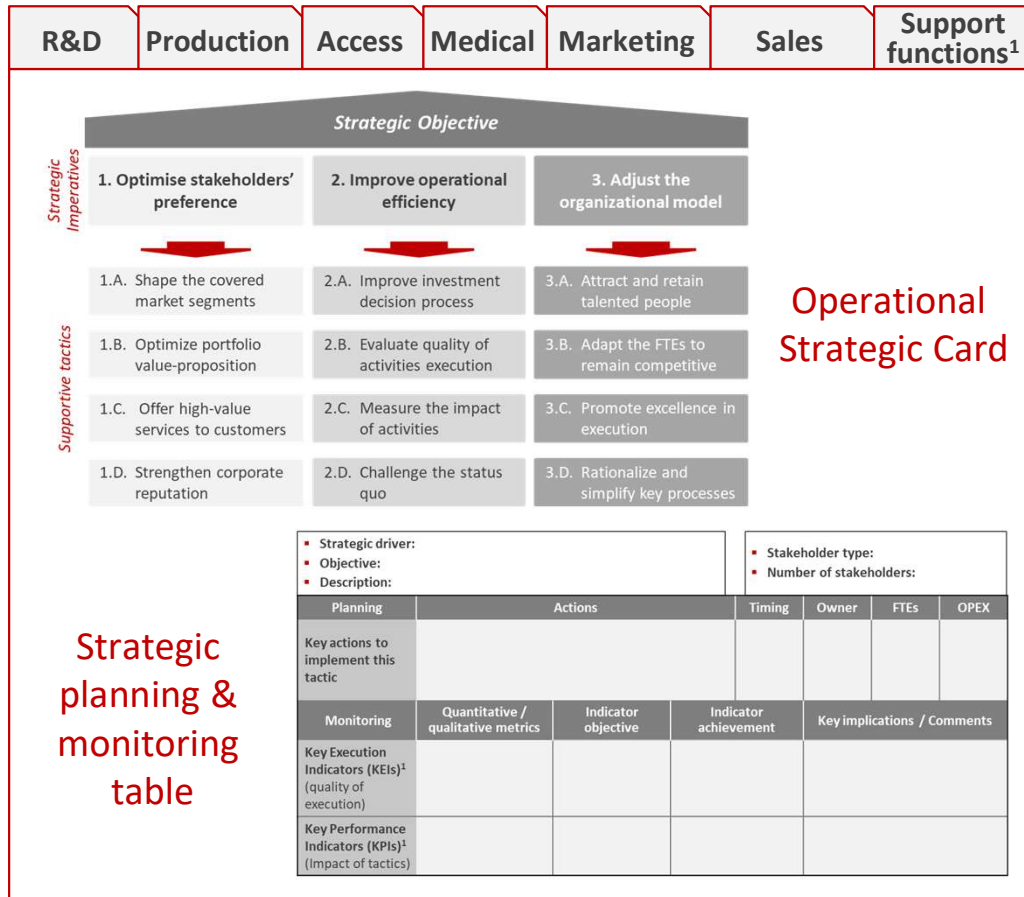 R&D
Production
Access
Medical
Marketing
Sales
Support
functions¹
Strategic Objective
Strategic
Imperatives
1. Optimise stakeholders'
preference
2. Improve operational
efficiency
3. Adjust the
organizational model
Supportive tactics
1.A. Shape the covered
market segments
2.A. Improve investment
decision process
3.A. Attract and retain
talented people
1.B. Optimize portfolio
value-proposition
2.B. Evaluate quality of
activities execution
3.B. Adapt the FTEs to
remain competitive
1.C. Offer high-value
services to customers
2.C. Measure the impact
of activities
3.C. Promote excellence in
execution
1.D. Strengthen corporate
reputation
2.D. Challenge the status
quo
3.D. Rationalize and
simplify key processes
Operational
Strategic Card
Strategic
planning &
monitoring
table
▪ Strategic driver:
▪ Objective:
▪ Description:
▪ Stakeholder type:
▪ Number of stakeholders:
Planning
Actions
Timing
Owner
FTEs
OPEX
Key actions to
implement this
tactic
Monitoring
Quantitative /
qualitative metrics
Indicator
objective
Indicator
achievement
Key implications / Comments
Key Execution
Indicators (KEIs)¹
(quality of
execution)
Key Performance
Indicators (KPIs)¹
(Impact of tactics)